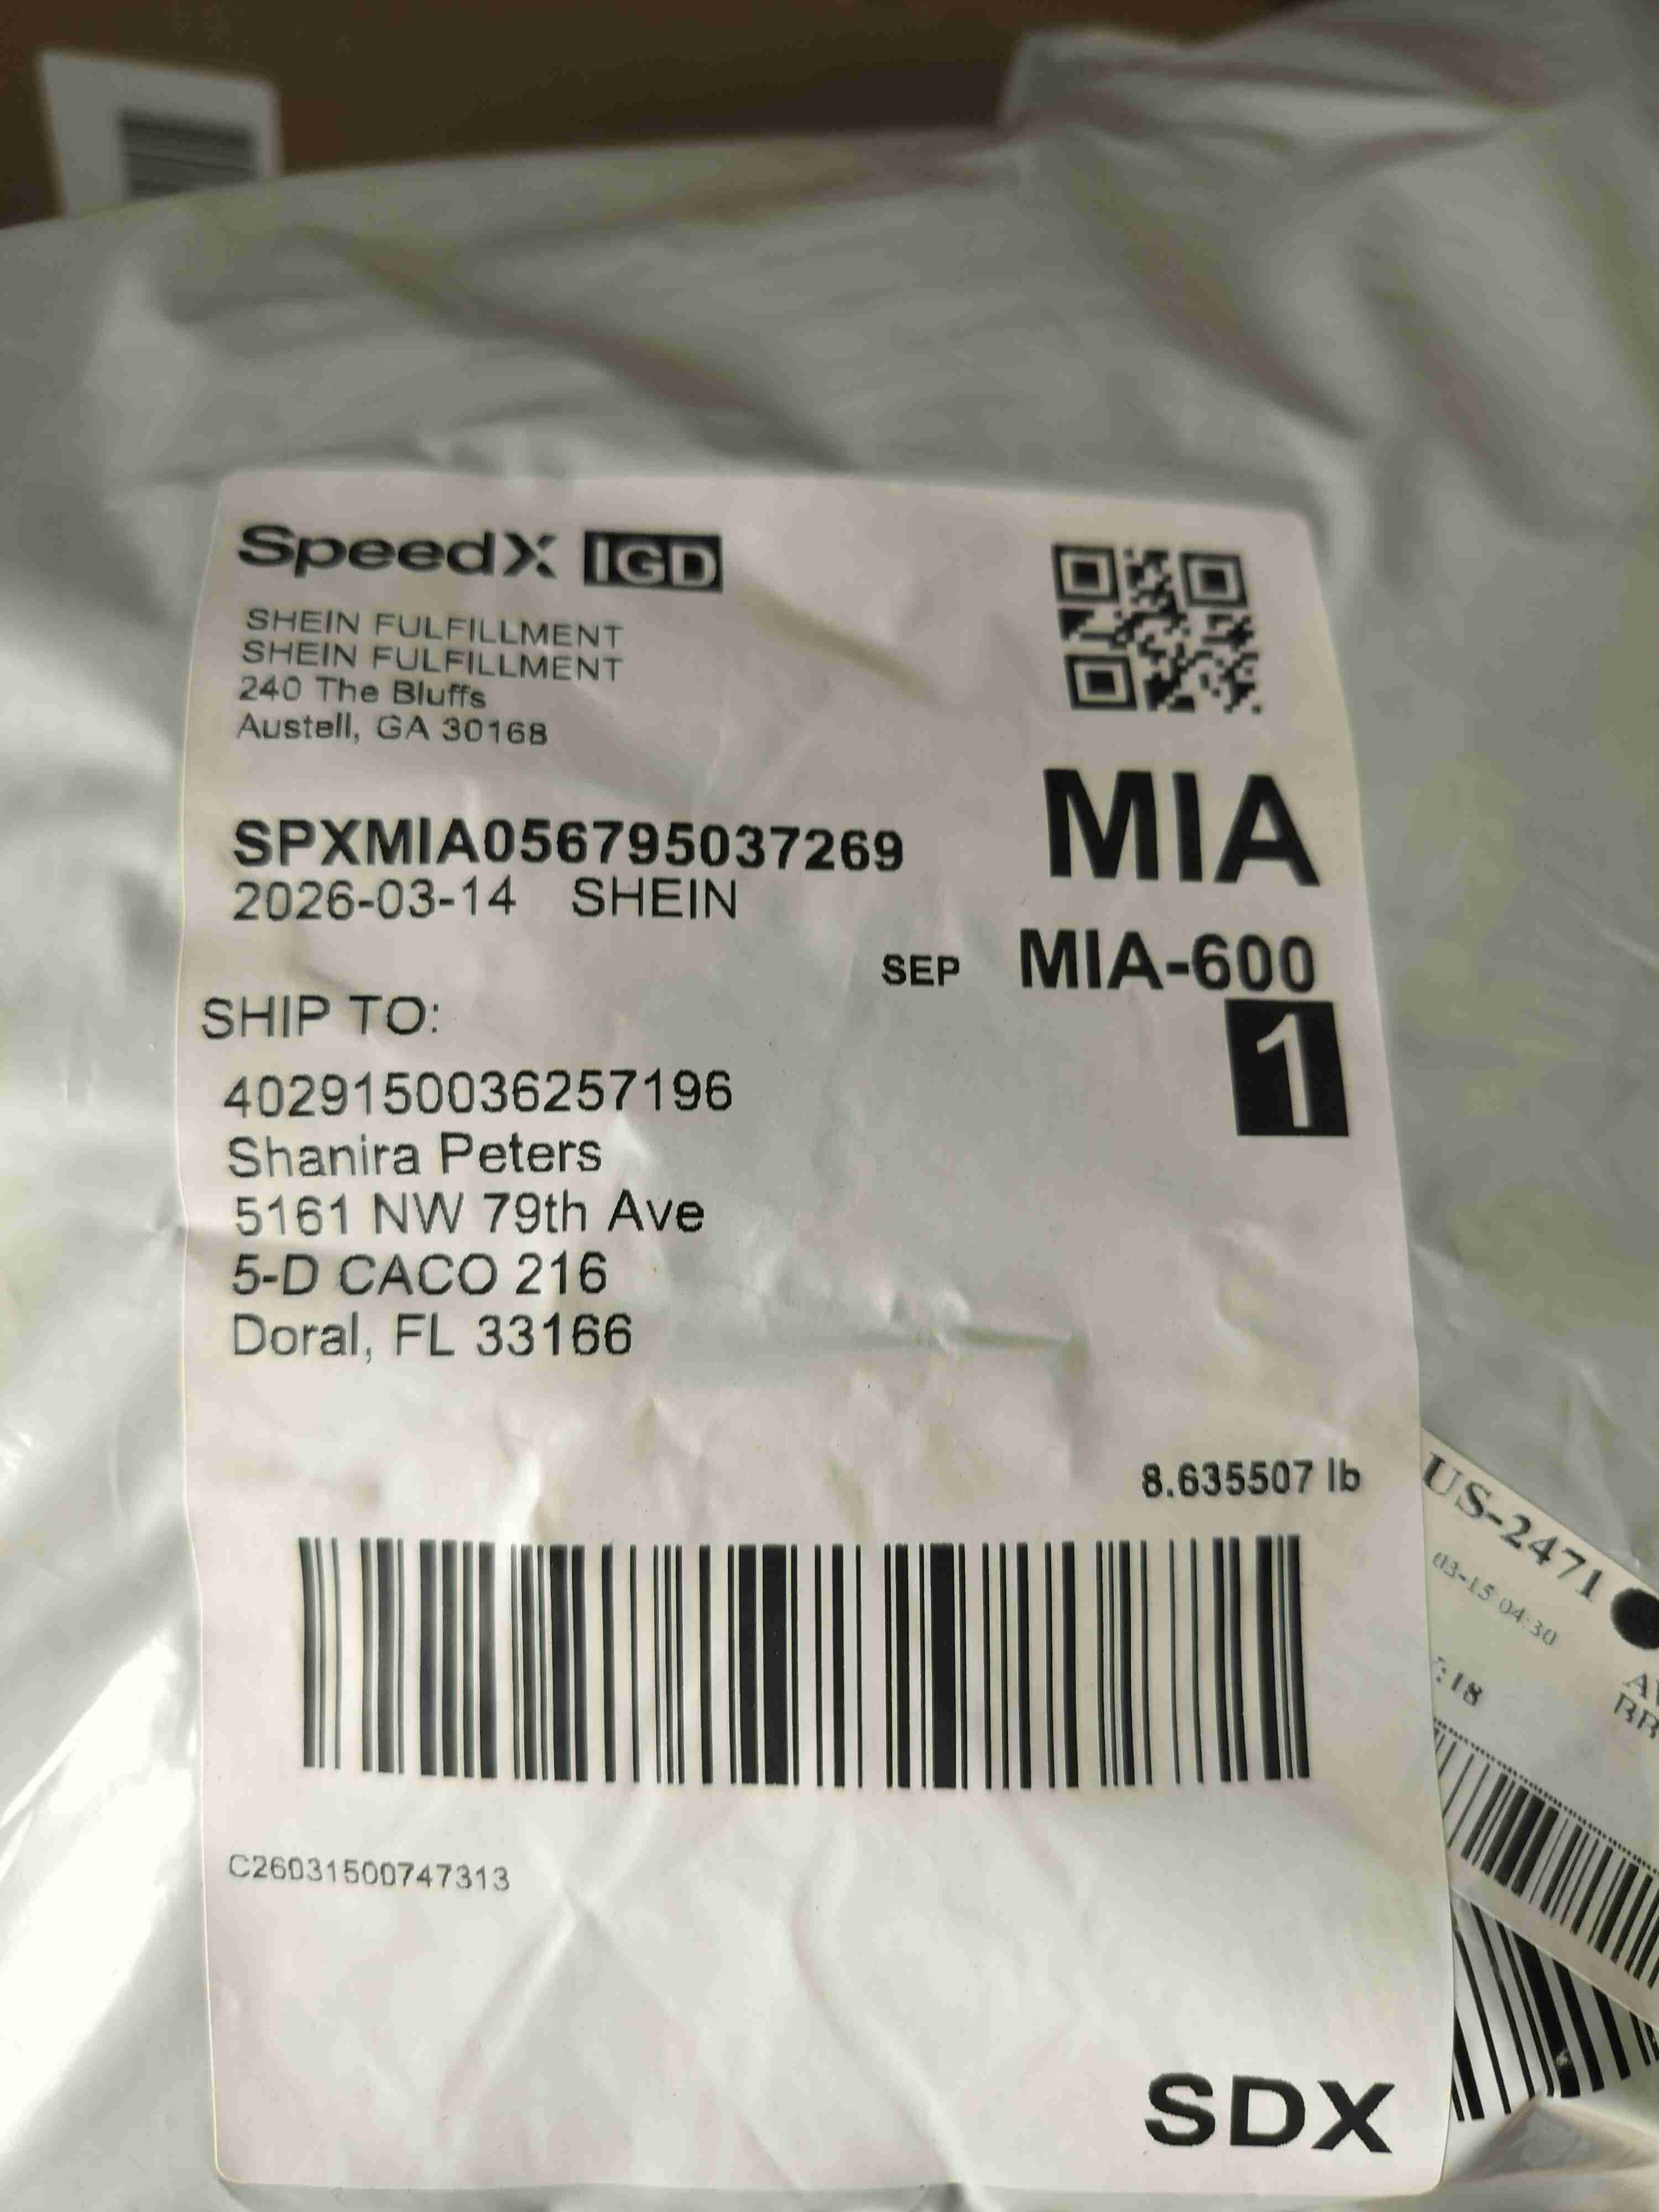 SpeedX IGD
SHEIN FULFILLMENT
SHEIN FULFILLMENT
240 The Bluffs
Austell, GA 30168
SPXMIA056795037269
2026-03-14 SHEIN
MIA
SEP MIA-600
1
SHIP TO:
4029150036257196
Shanira Peters
5161 NW 79th Ave
5-D CACO 216
Doral, FL 33166
8.635507 lb
C26031500747313
SDX
US-2471
03-15 04:30
:18